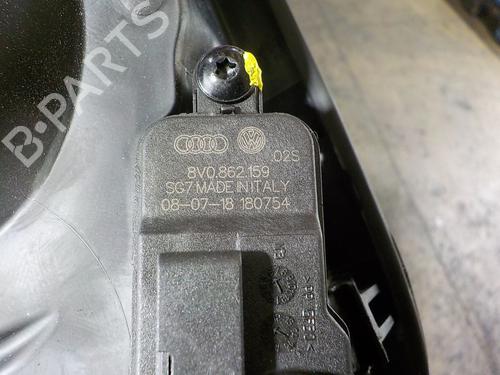 B-PARTS
.02S
8V0.862.159
SG7 MADE IN ITALY
08-07-18 180754